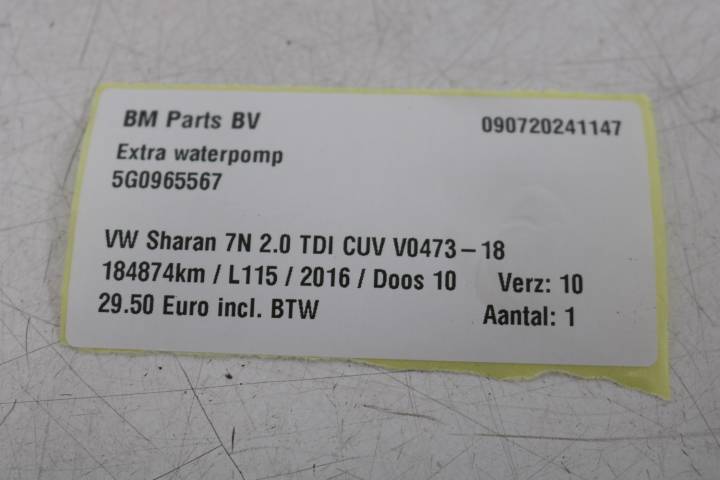 BM Parts BV 090720241147
Extra waterpomp
5G0965567
VW Sharan 7N 2.0 TDI CUV V0473-18
184874km / L115 / 2016 / Doos 10 Verz: 10
29.50 Euro incl. BTW Aantal: 1